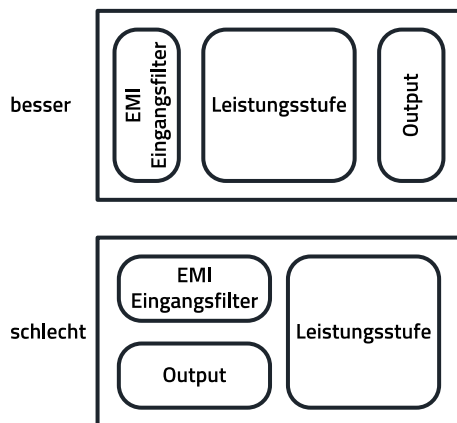 besser
EMI
Eingangsfilter
Leistungsstufe
Output
schlecht
EMI
Eingangsfilter
Leistungsstufe
Output